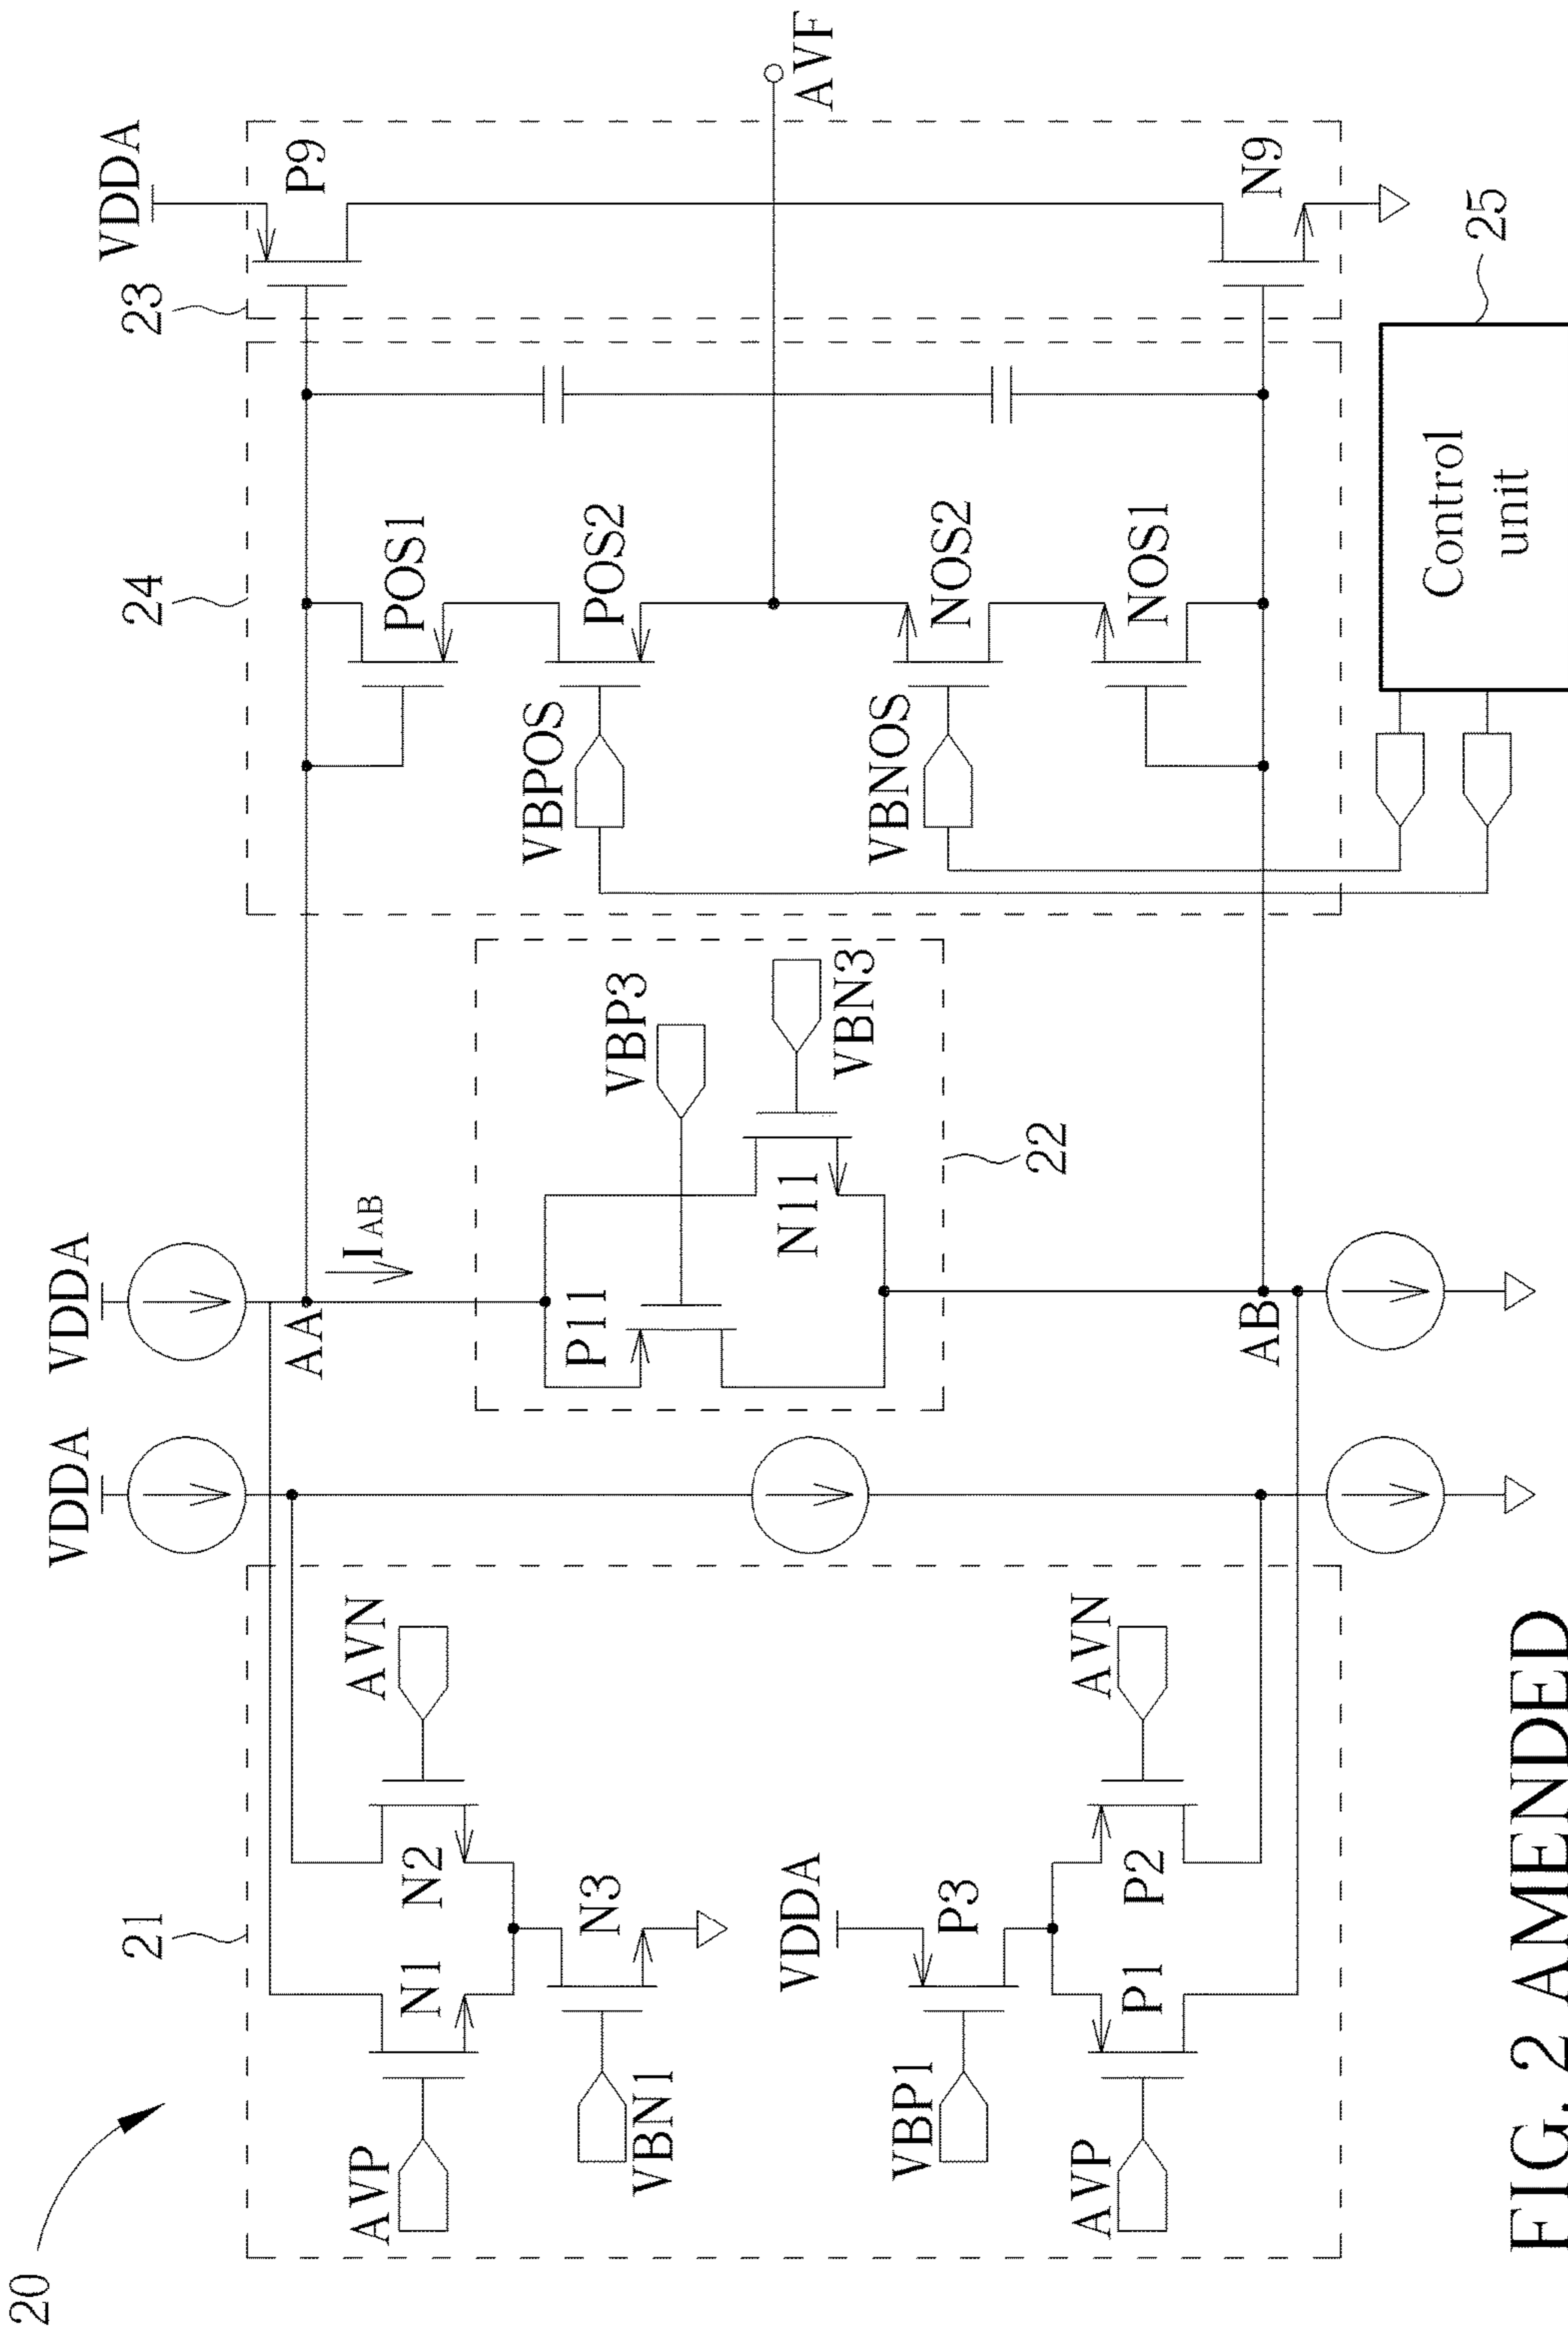 20
21
AVP
N1
N2
AVN
VBN1
N3
VDDA
VBP1
P3
AVP
P1
P2
AVN
VDDA
VDDA
AA
IAB
P11
VBP3
N11
VBN3
22
AB
24
POS1
VBPOS
POS2
VBNOS
NOS2
NOS1
23
VDDA
P9
AVF
N9
Control
unit
25
FIG. 2 AMENDED